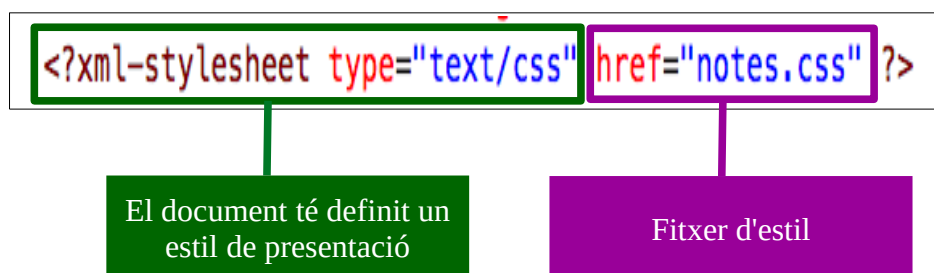 <?xml-stylesheet type="text/css" href="notes.css" ?>
El document té definit un
estil de presentació
Fitxer d'estil